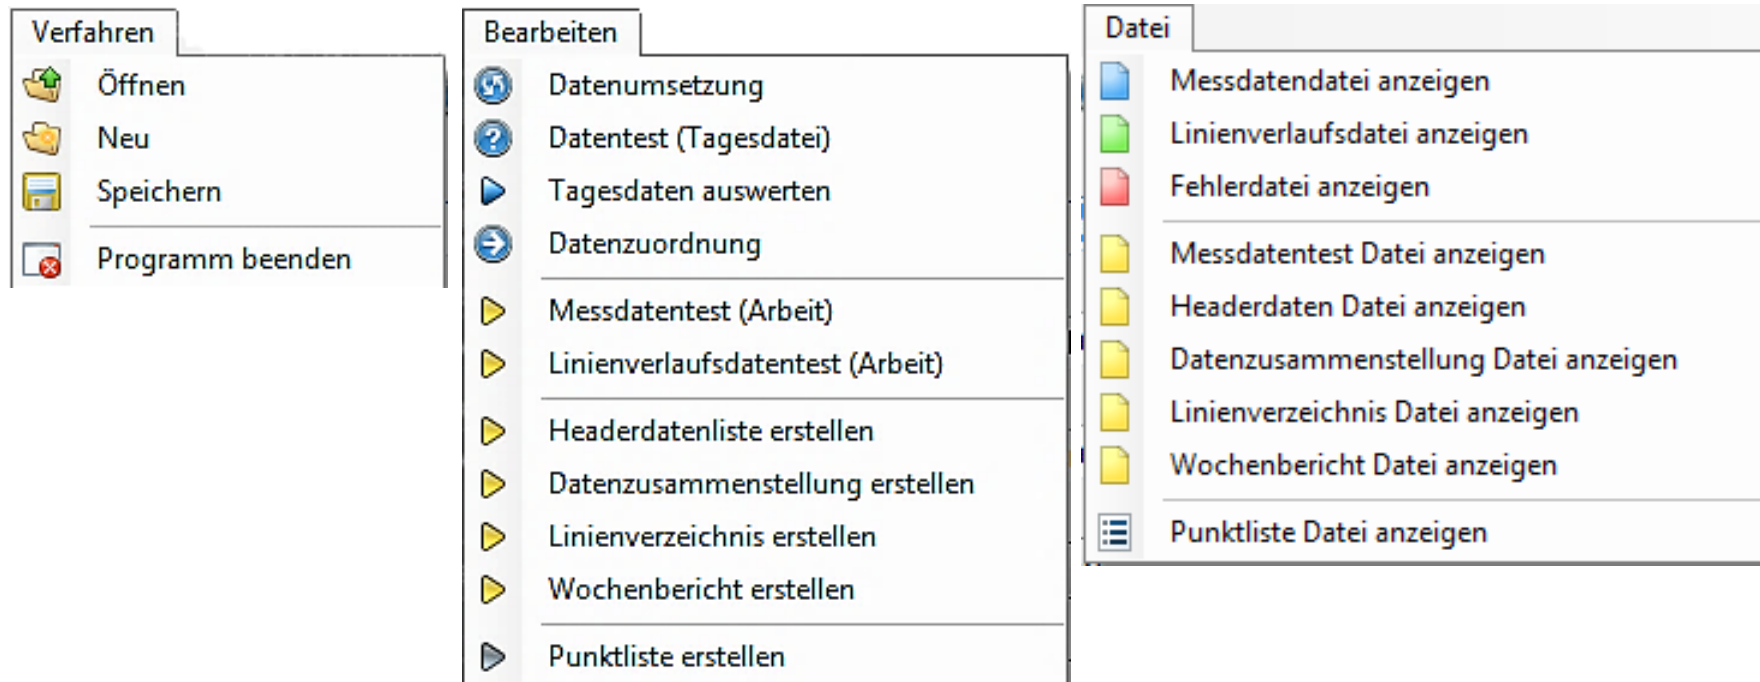 Verfahren
Öffnen
Neu
Speichern
Programm beenden
Bearbeiten
Datenumsetzung
Datentest (Tagesdatei)
Tagesdaten auswerten
Datenzuordnung
Messdatentest (Arbeit)
Linienverlaufsdatentest (Arbeit)
Headerdatenliste erstellen
Datenzusammenstellung erstellen
Linienverzeichnis erstellen
Wochenbericht erstellen
Punktliste erstellen
Datei
Messdatendatei anzeigen
Linienverlaufsdatei anzeigen
Fehlerdatei anzeigen
Messdatentest Datei anzeigen
Headerdaten Datei anzeigen
Datenzusammenstellung Datei anzeigen
Linienverzeichnis Datei anzeigen
Wochenbericht Datei anzeigen
Punktliste Datei anzeigen